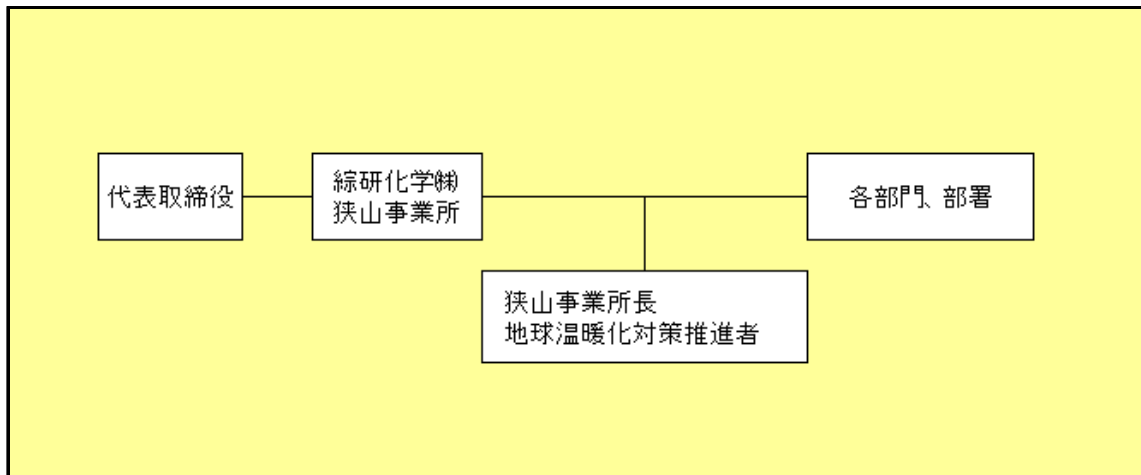 代表取締役
綜研化学㈱
狭山事業所
各部門、部署
狭山事業所長
地球温暖化対策推進者